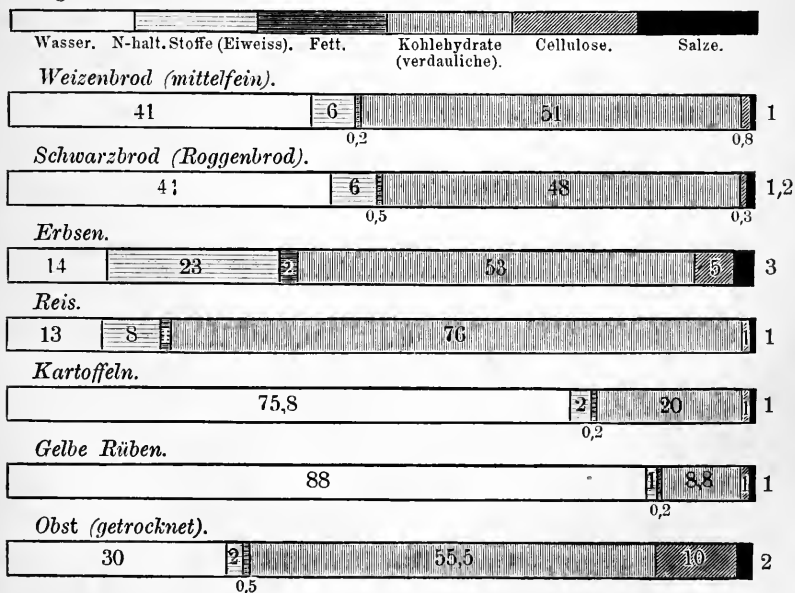 Wasser. N-halt. Stoffe (Eiweiss). Fett. Kohlehydrate (verdauliche). Cellulose. Salze.
Weizenbrod (mittelfein).
41 6 51 1
0,2 0,8
Schwarzbrod (Roggenbrod).
6 48 1,2
0,5 0,3
Erbsen.
14 23 2 53 5 3
Reis.
13 8 76 1 1
Kartoffeln.
75,8 2 20 1 1
0,2
Gelbe Rüben.
88 1 8,8 1 1
0,2
Obst (getrocknet).
30 2 55,5 10 2
0,5